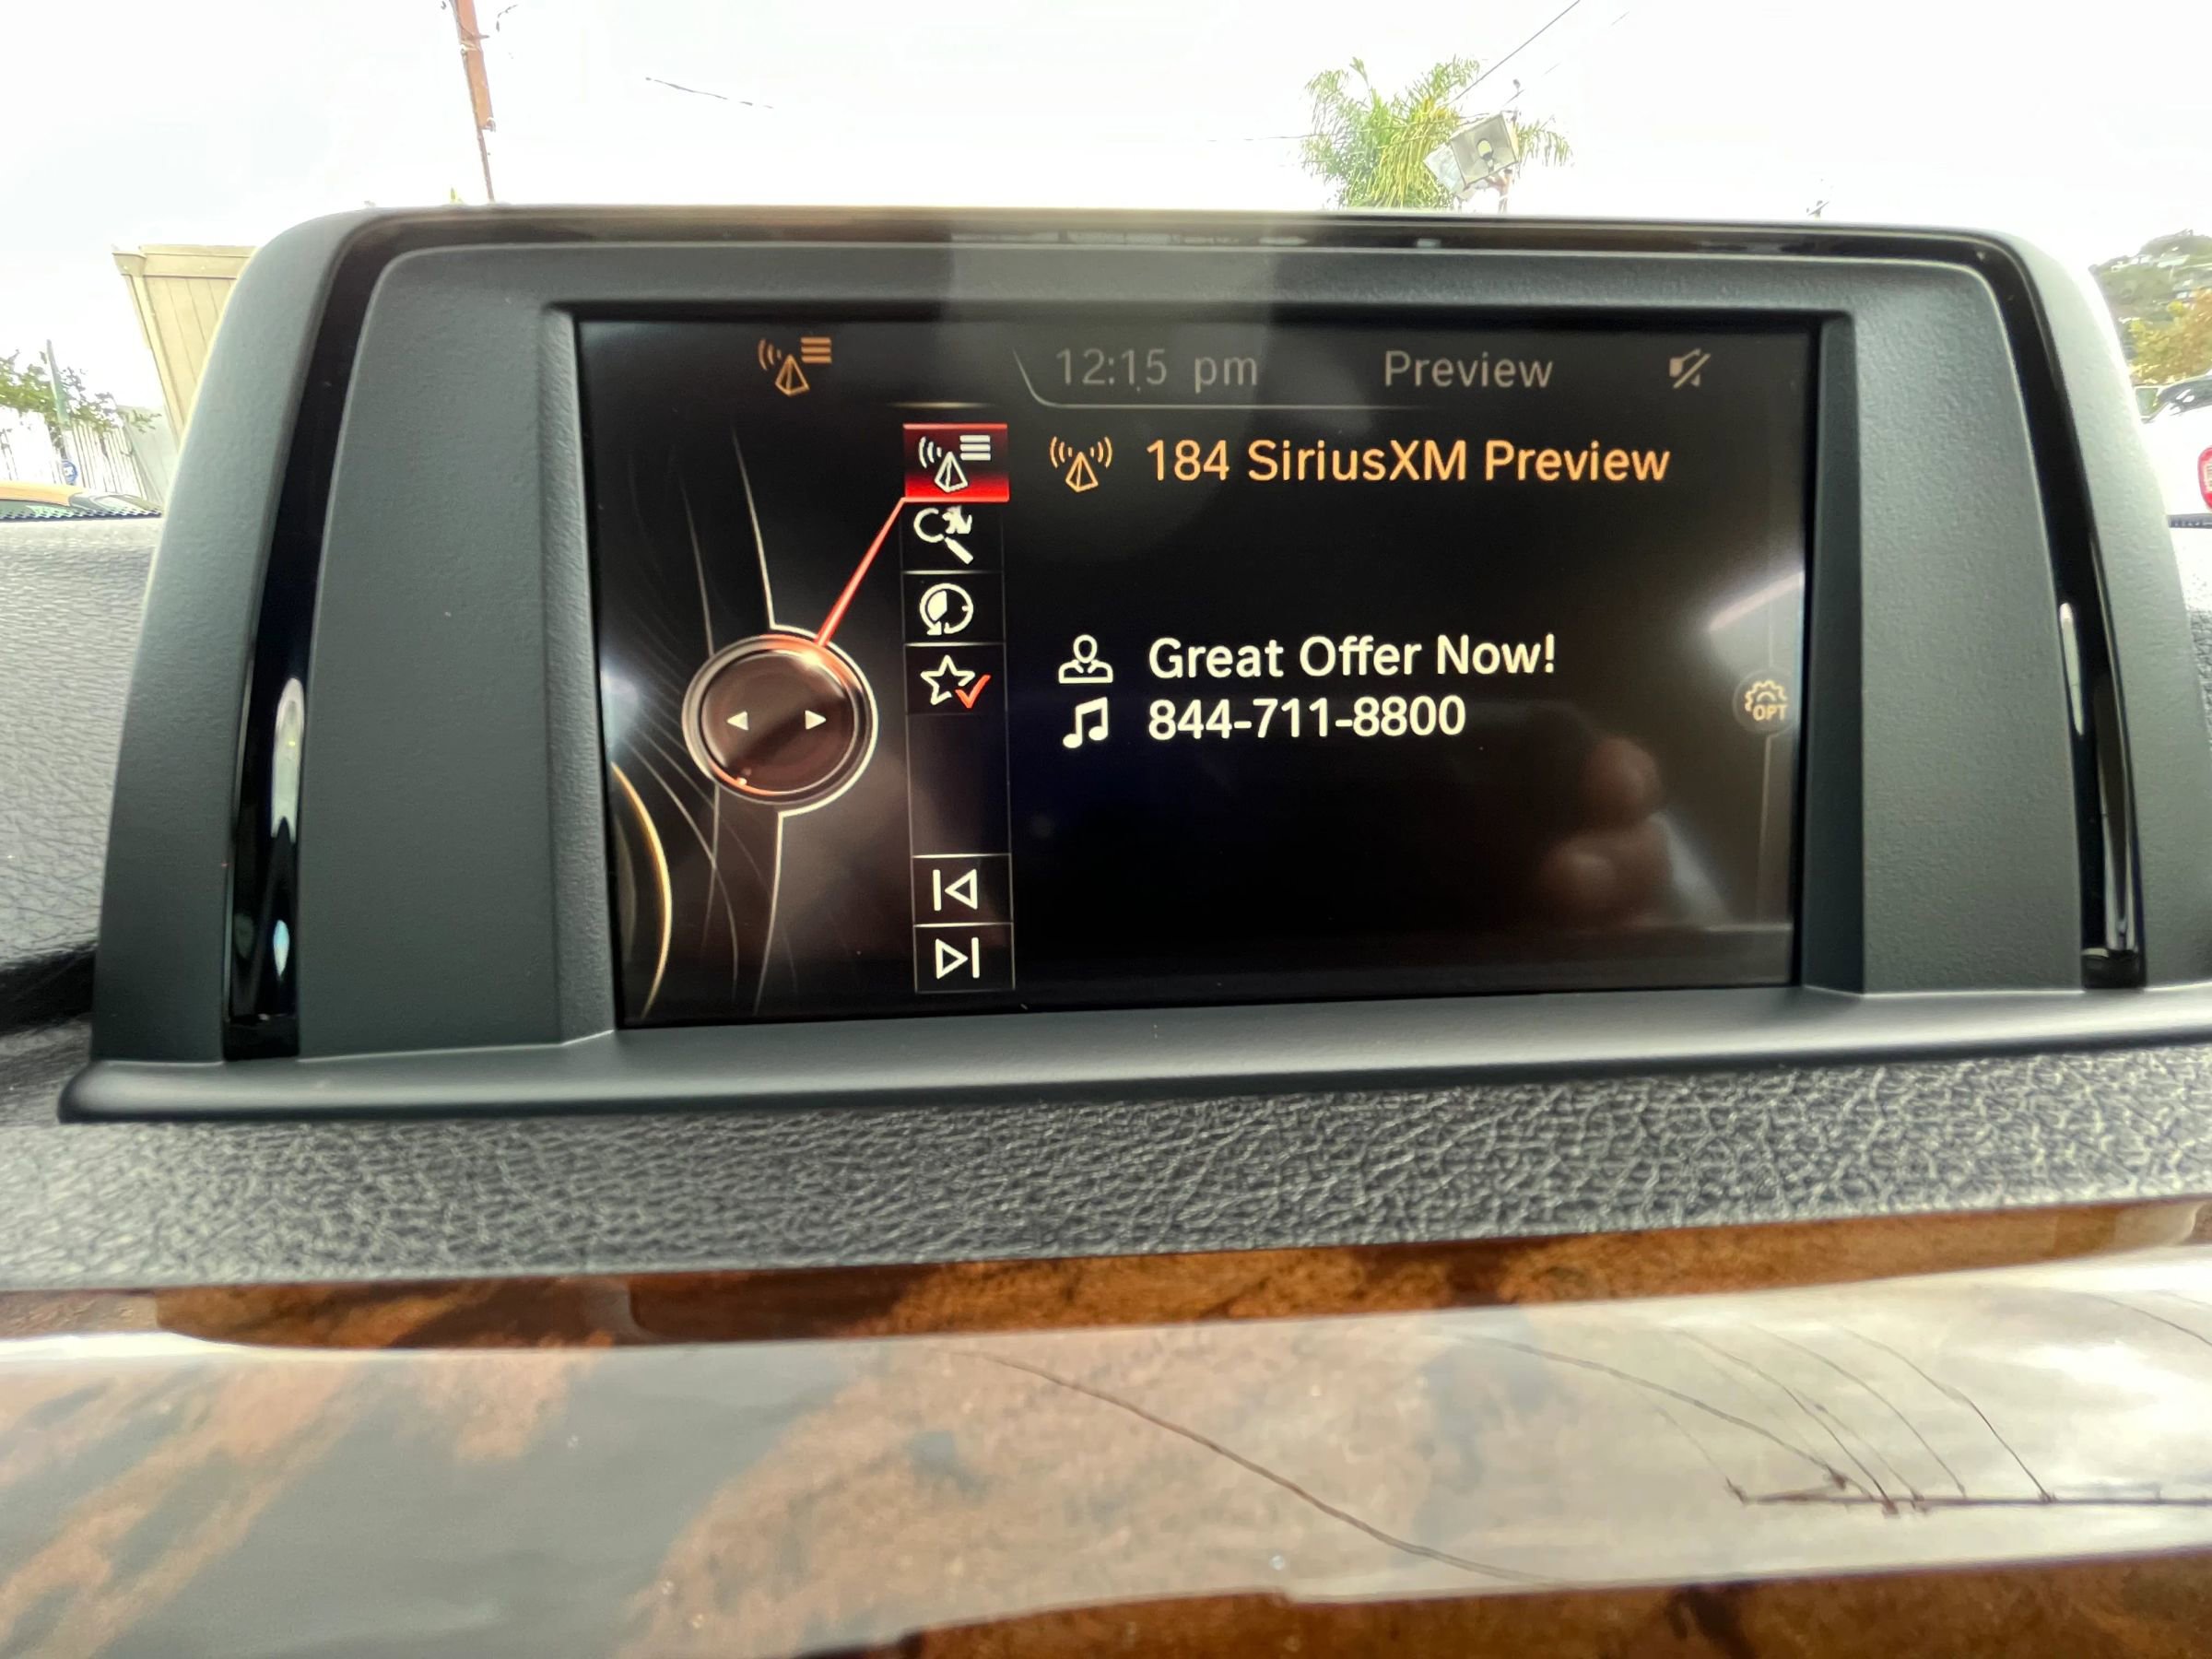 12:15 pm Preview
184 SiriusXM Preview
Great Offer Now!
844-711-8800
OPT